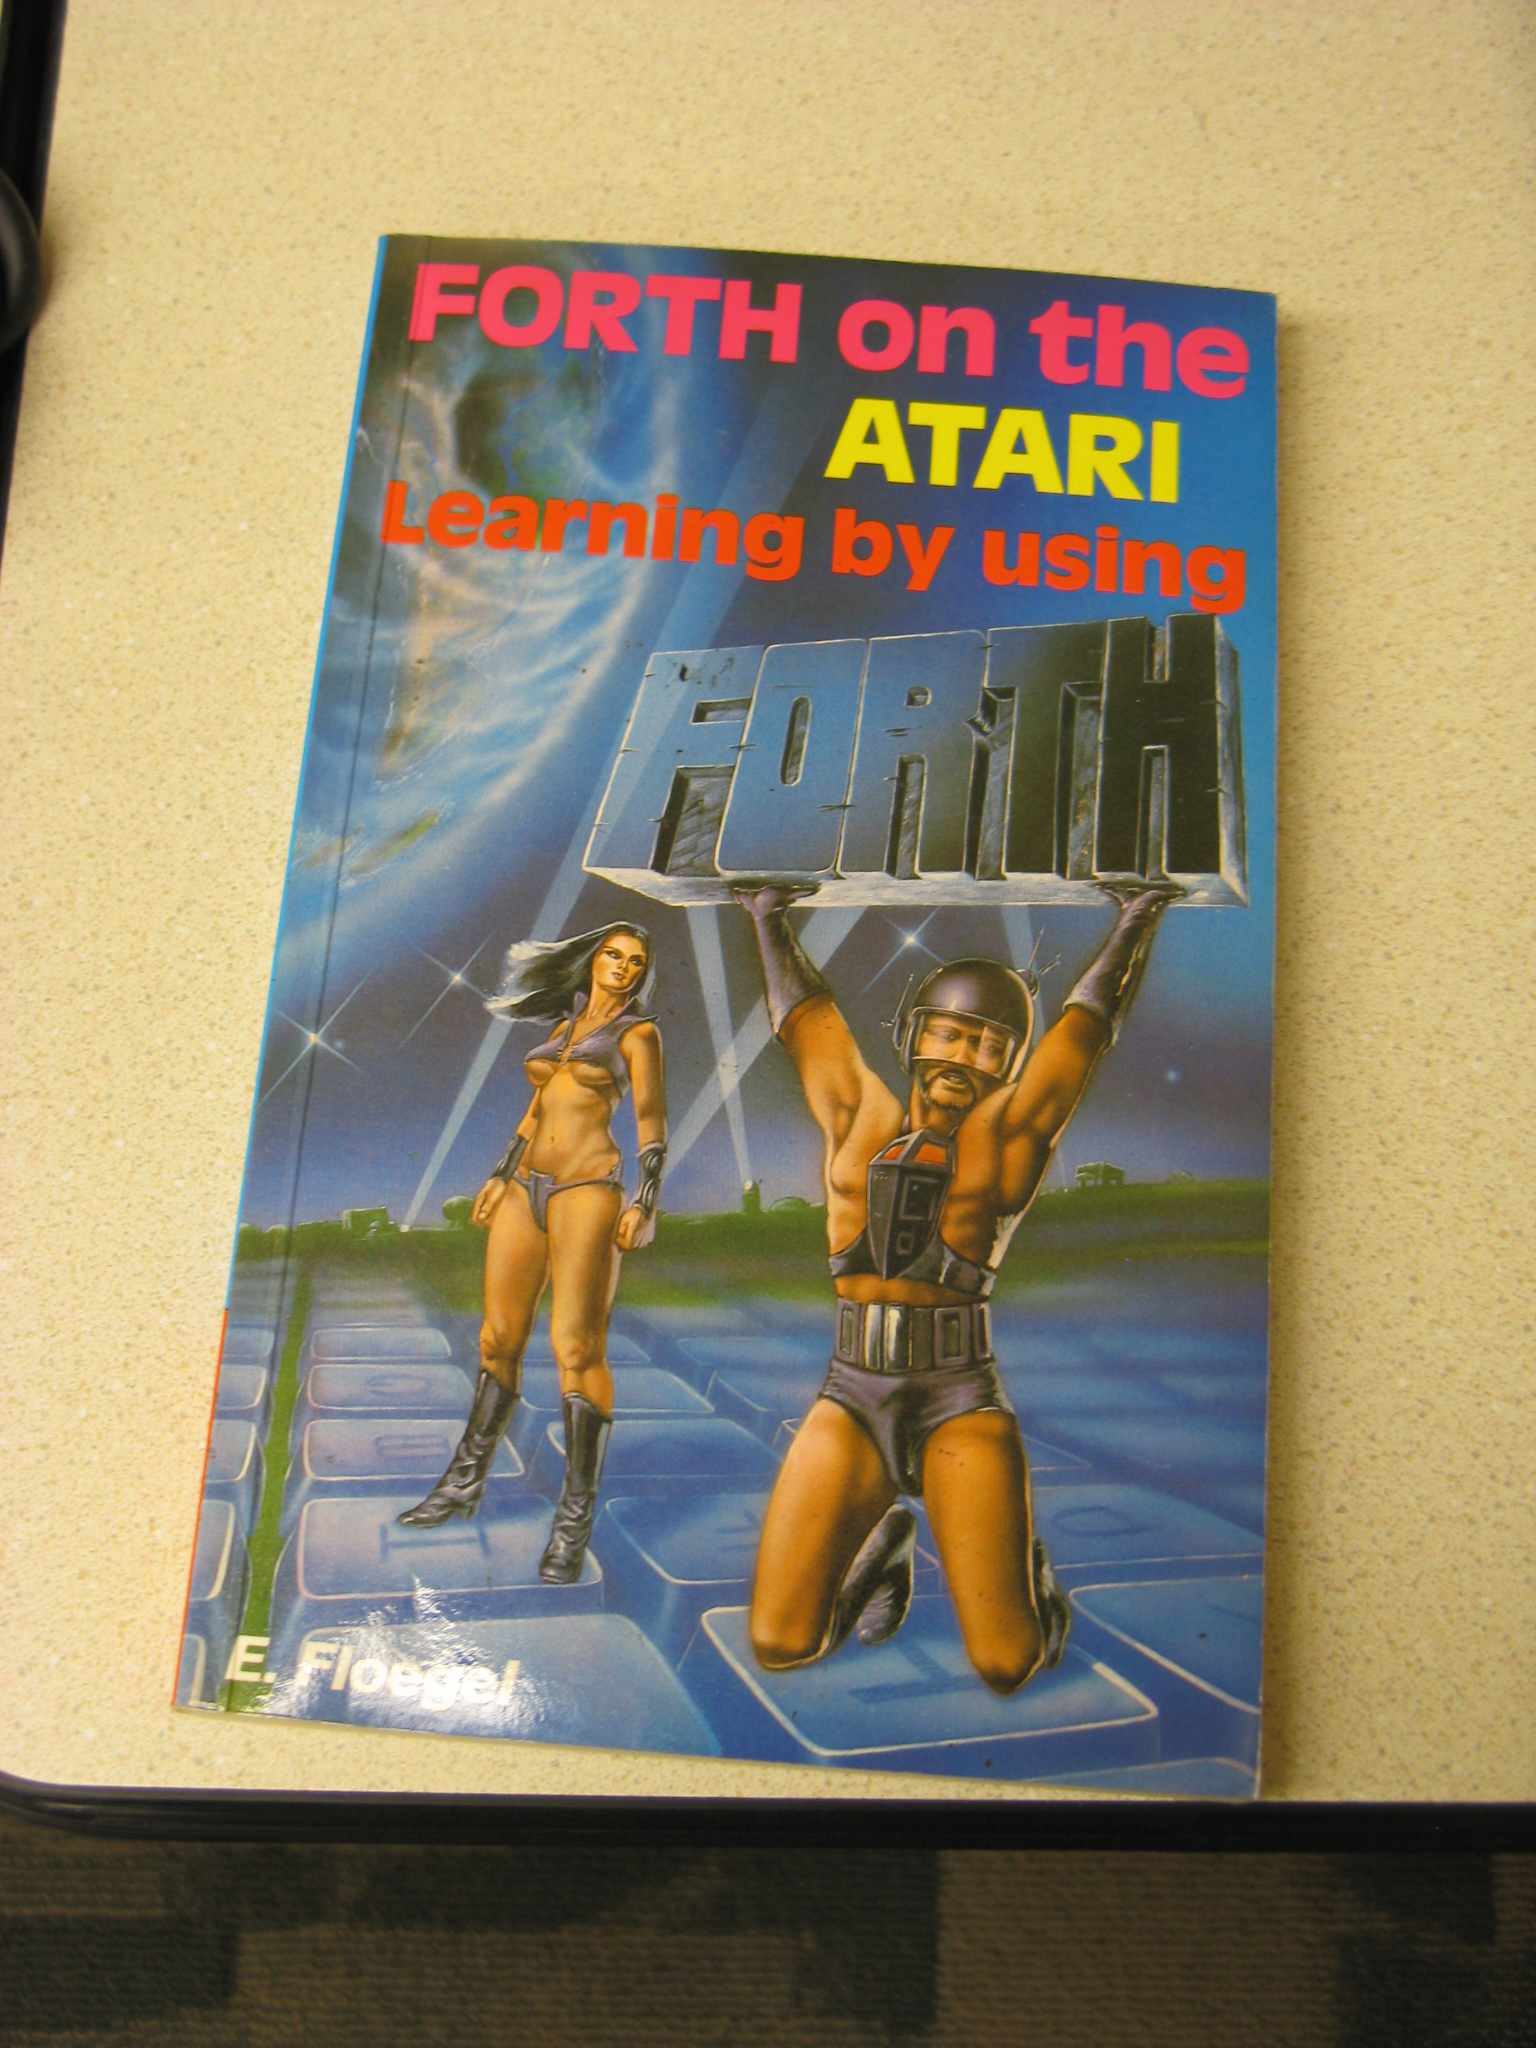 FORTH on the
ATARI
Learning by using
FORTH
E. Floegel